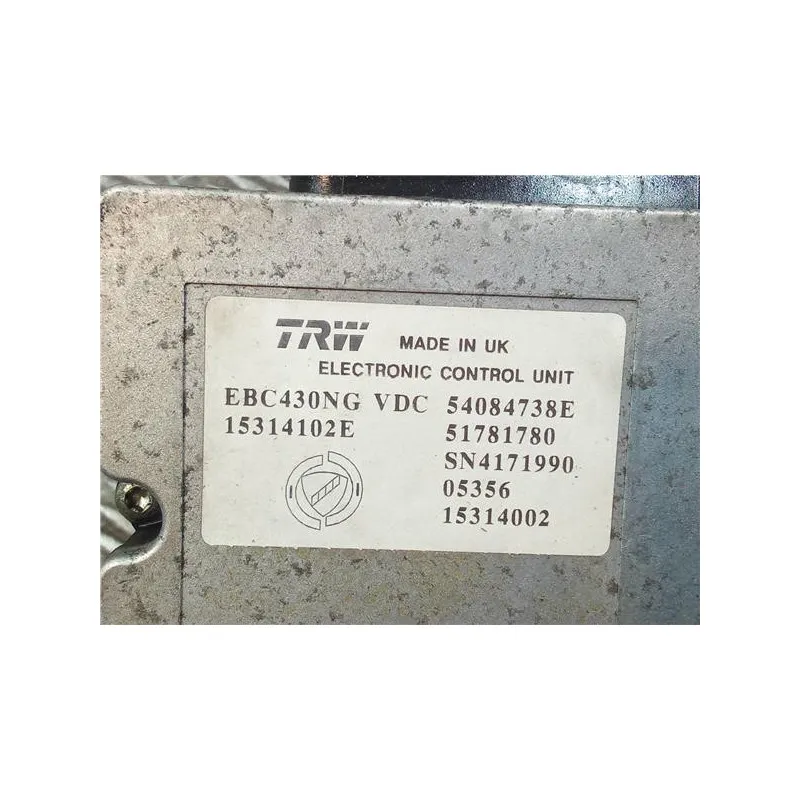 TRW MADE IN UK
ELECTRONIC CONTROL UNIT
EBC430NG VDC 54084738E
15314102E 51781780
SN4171990
05356
15314002